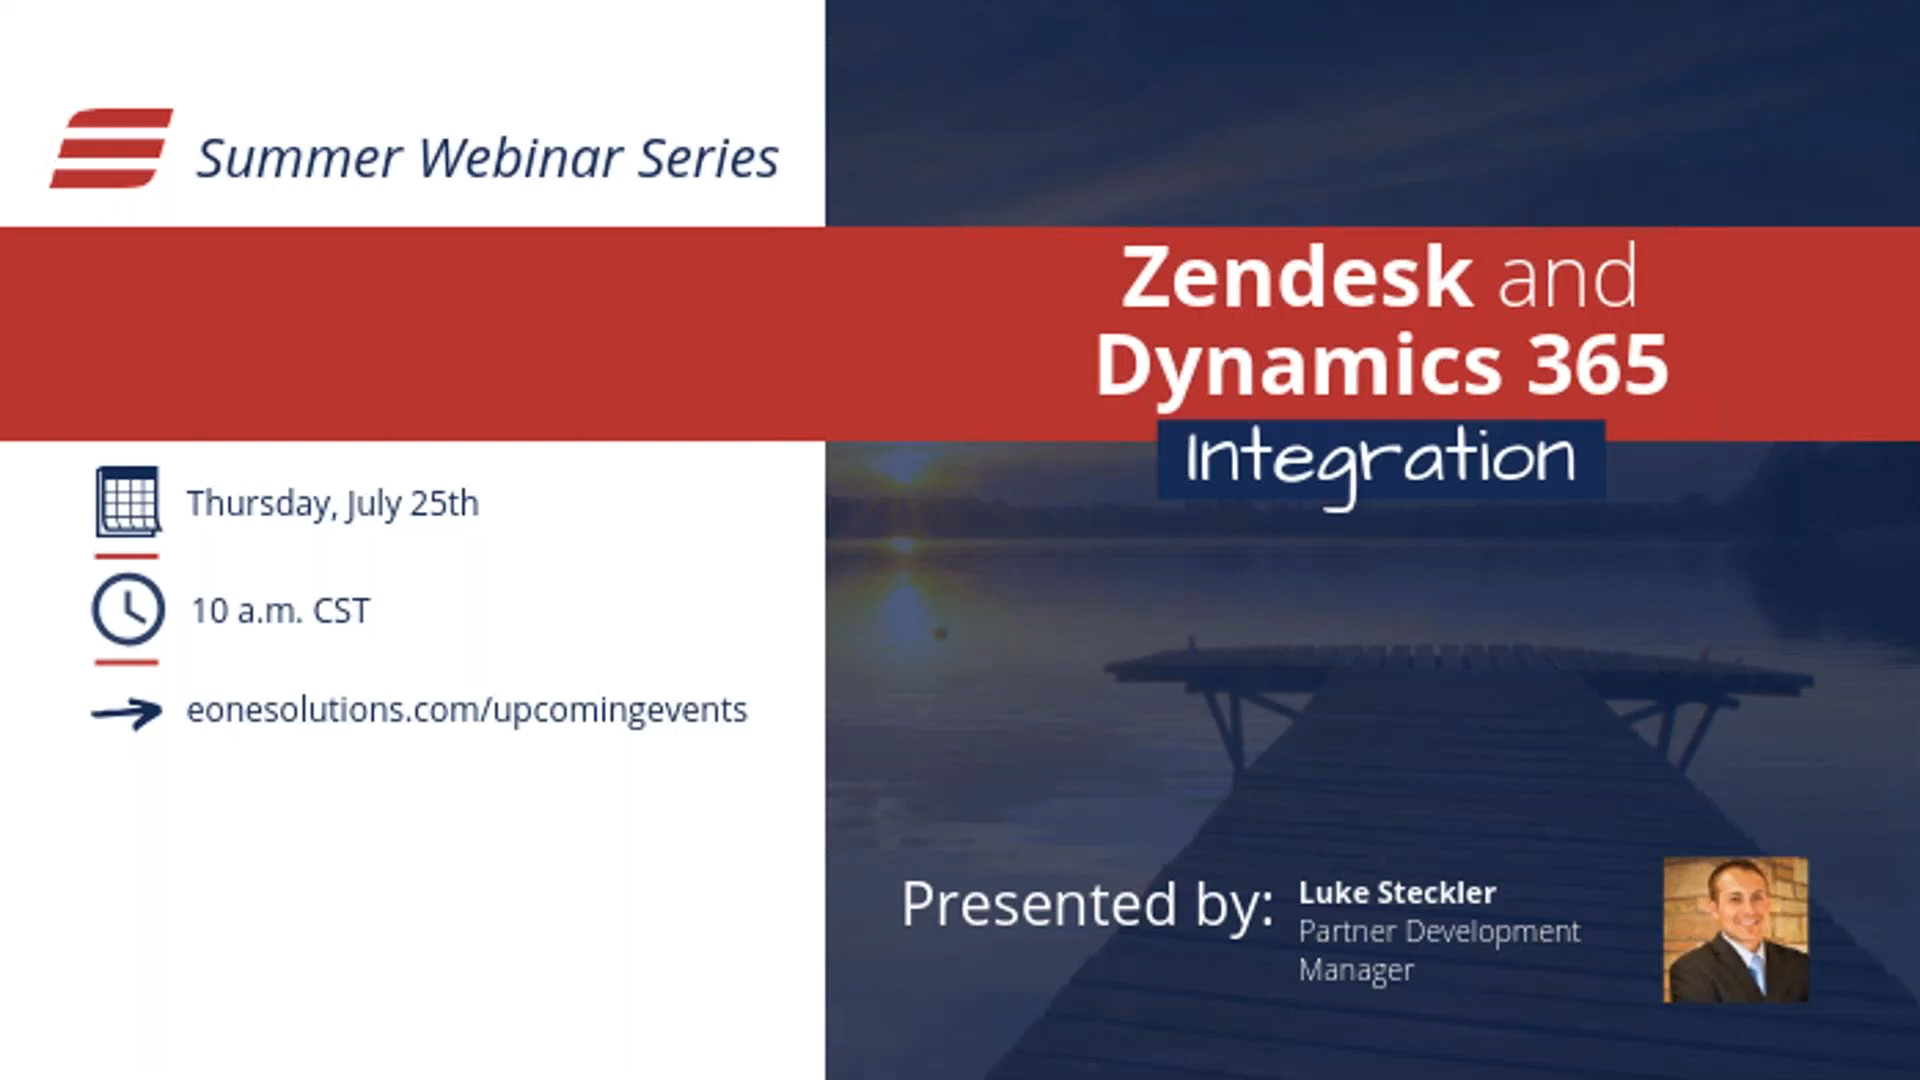 Summer Webinar Series
Zendesk and
Dynamics 365
Integration
Thursday, July 25th
10 a.m. CST
eonesolutions.com/upcomingevents
Presented by:
Luke Steckler
Partner Development
Manager